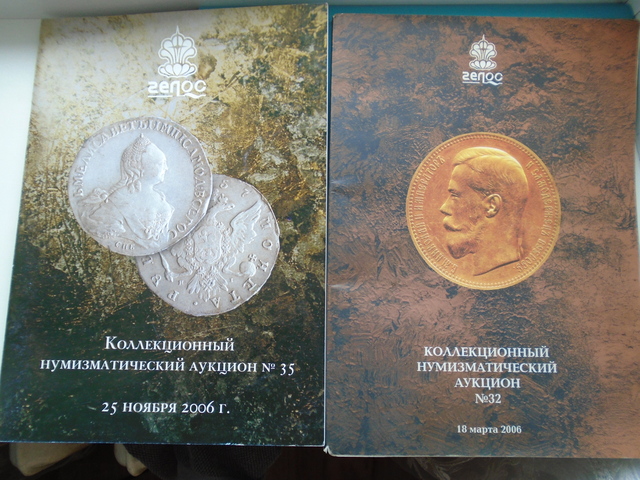 ГЕЛОС
Коллекционный
нумизматический аукцион № 35
25 ноября 2006 г.
ГЕЛОС
КОЛЛЕКЦИОННЫЙ
НУМИЗМАТИЧЕСКИЙ
АУКЦИОН
№32
18 марта 2006